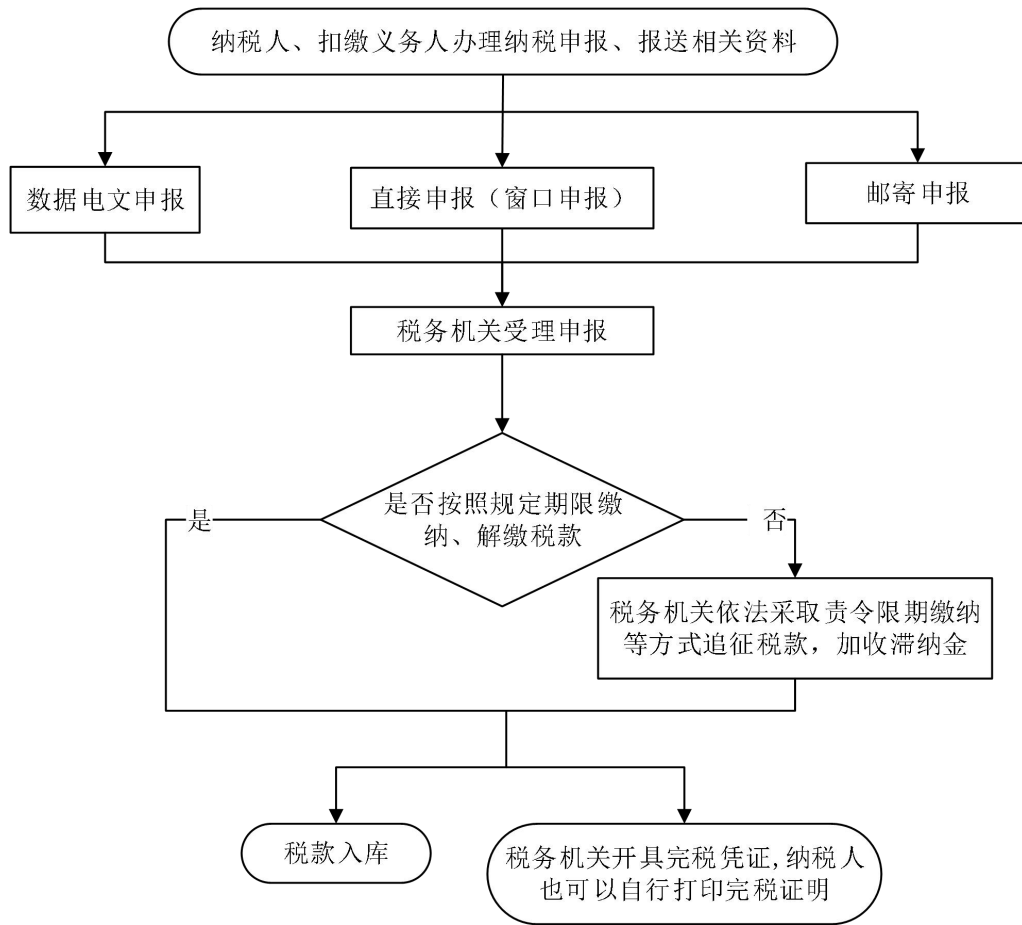 纳税人、扣缴义务人办理纳税申报、报送相关资料
数据电文申报
直接申报（窗口申报）
邮寄申报
税务机关受理申报
是否按照规定期限缴
纳、解缴税款
是
否
税务机关依法采取责令限期缴纳
等方式追征税款，加收滞纳金
税款入库
税务机关开具完税凭证,纳税人
也可以自行打印完税证明